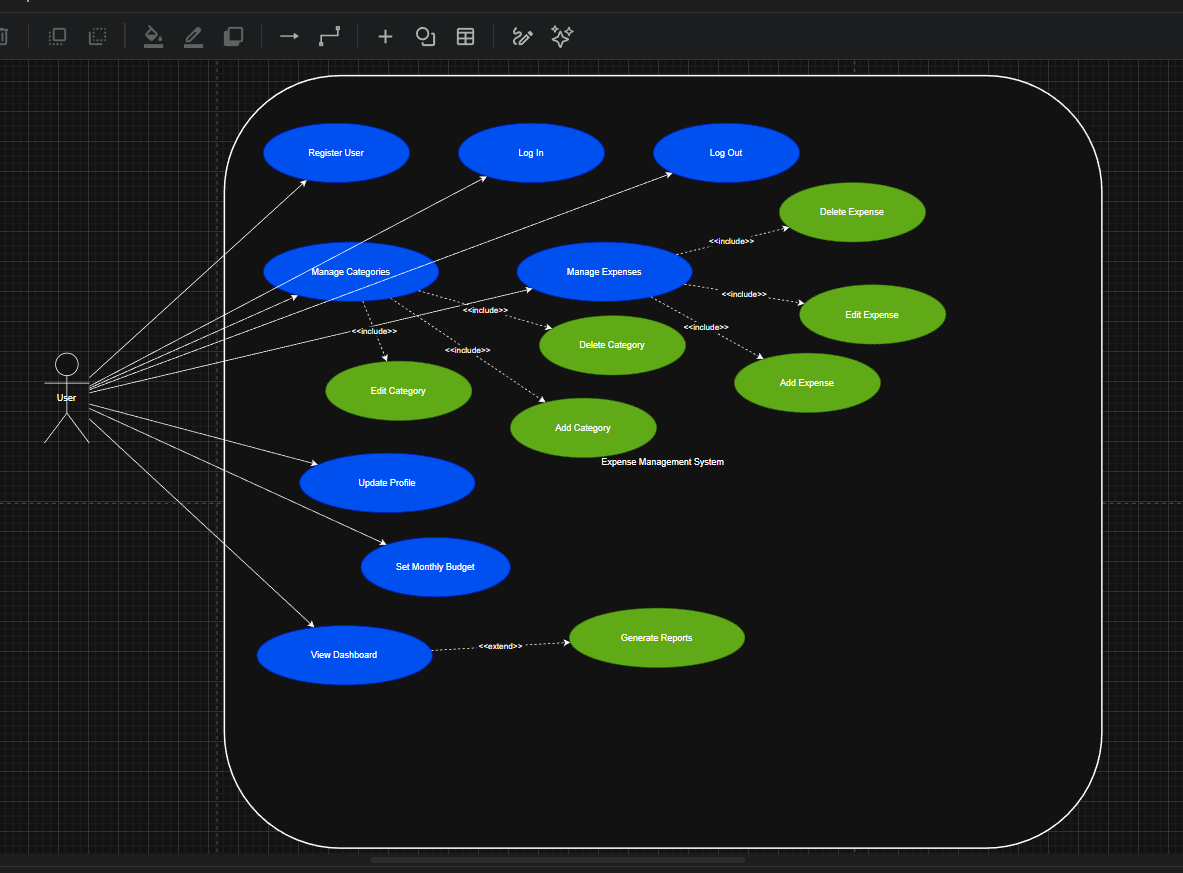 Register User
Log In
Log Out
Delete Expense
<<include>>
Manage Categories
Manage Expenses
<<include>>
<<include>>
Edit Expense
<<include>>
<<include>>
Delete Category
<<include>>
Add Expense
User
Edit Category
Add Category
Expense Management System
Update Profile
Set Monthly Budget
Generate Reports
<<extend>>
View Dashboard